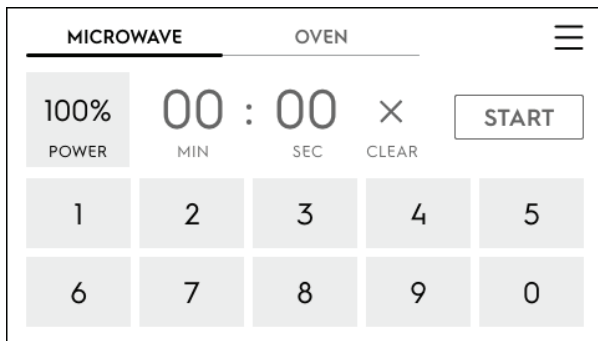 MICROWAVE OVEN
100% 00 : 00 × START
POWER MIN SEC CLEAR
1 2 3 4 5
6 7 8 9 0